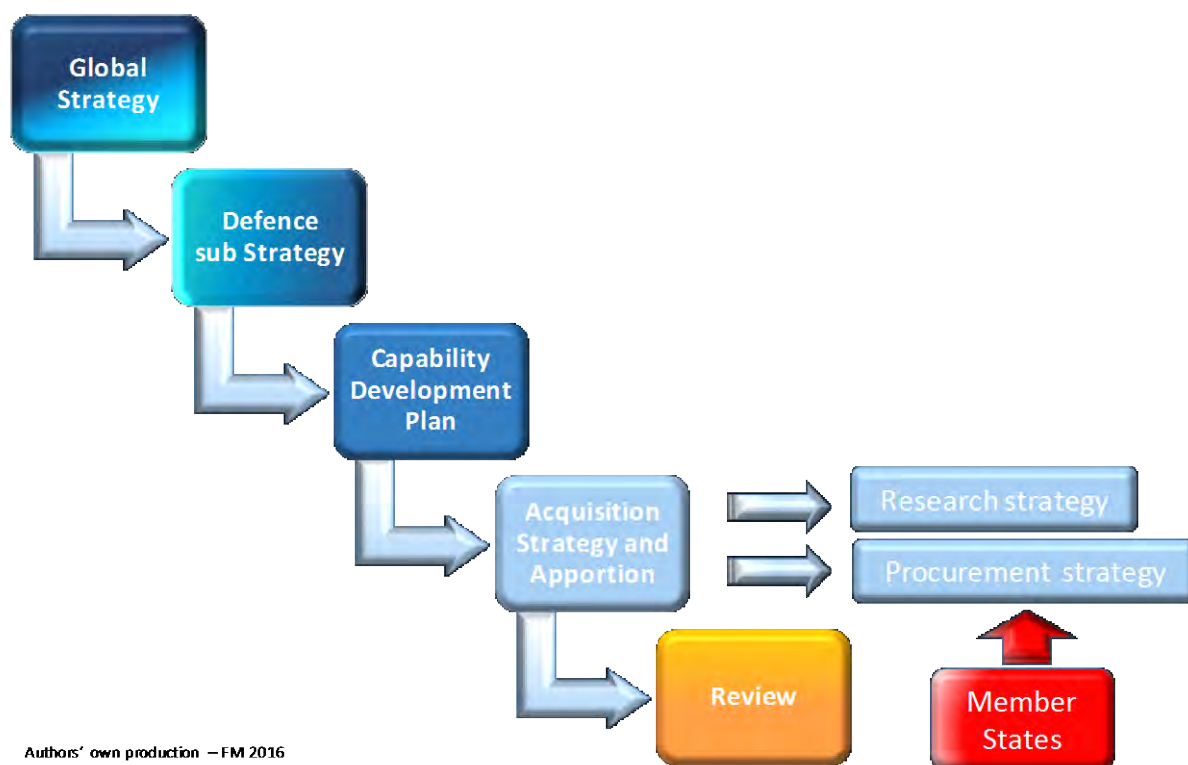 Global
Strategy
Defence
sub Strategy
Capability
Development
Plan
Acquisition
Strategy and
Apportion
Research strategy
Procurement strategy
Review
Member
States
Authors' own production – FM 2016